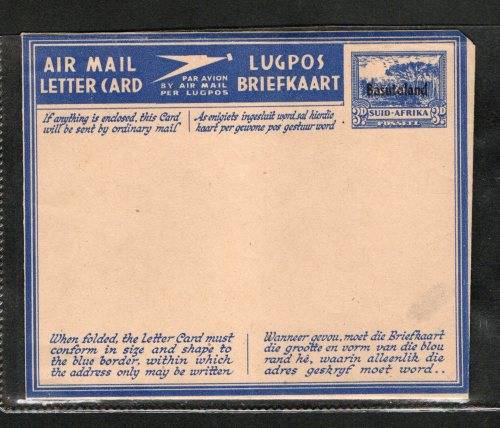 AIR MAIL
LETTER CARD
PAR AVION
BY AIR MAIL
PER LUGPOS
LUGPOS
BRIEFKAART
Basutoland
3D SUID-AFRIKA 3D
POSSEËL
If anything is enclosed, this Card
will be sent by ordinary mail
As enigiets ingesluit word, sal hierdie
kaart per gewone pos gestuur word
When folded, the letter Card must
conform in size and shape to
the blue border, within which
the address only may be written
Wanneer gevou, moet die Briefkaart
die grootte en vorm van die blou
rand hê, waarin alleenlik die
adres geskryf moet word..